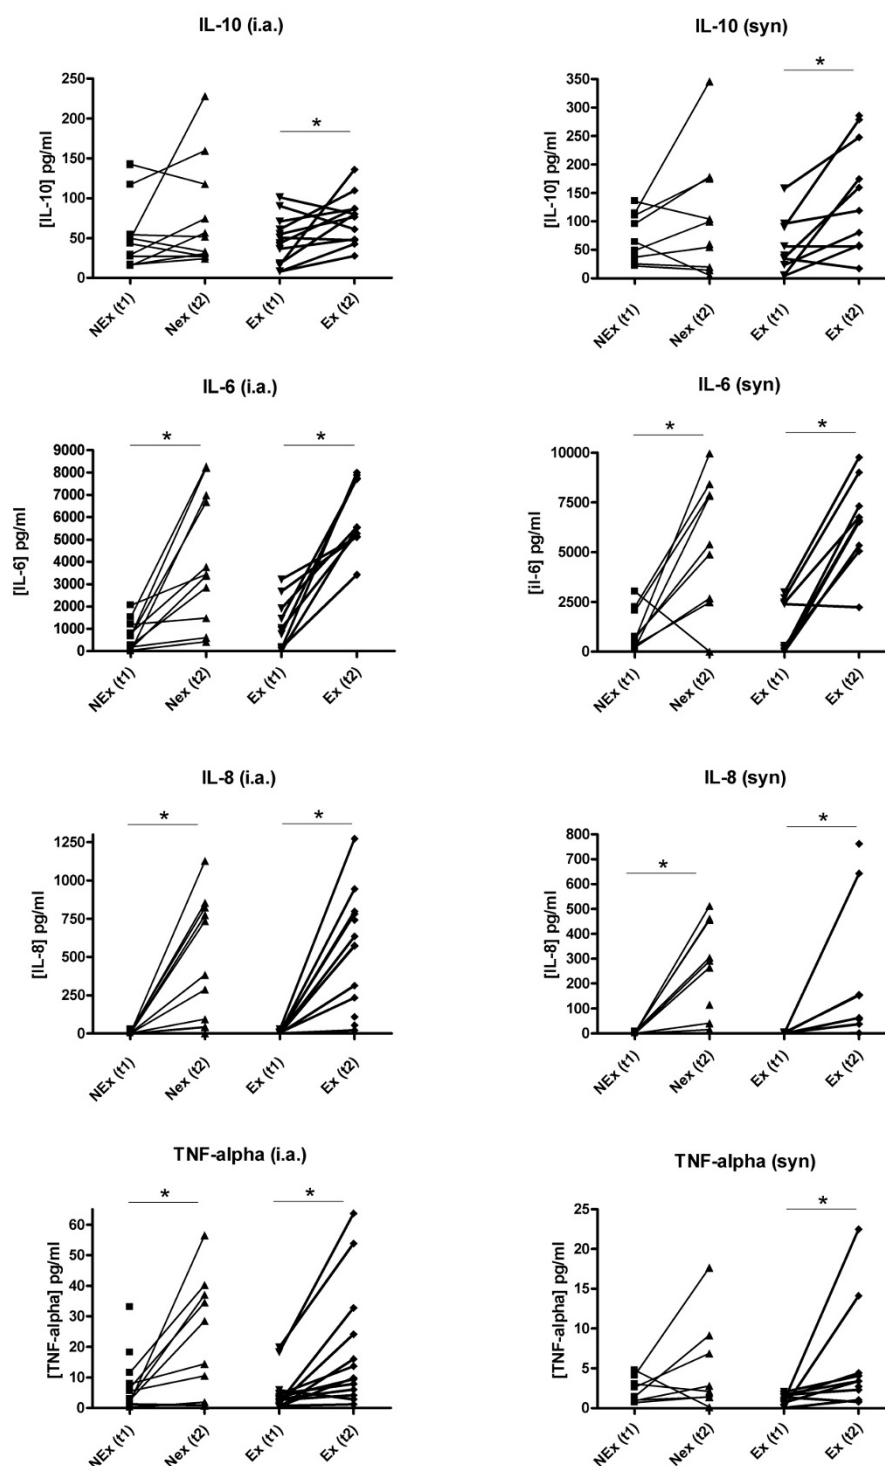 IL-10 (i.a.)
[IL-10] pg/ml
250
200
150
100
50
0
NEx (t1)
Nex (t2)
Ex (t1)
Ex (t2)
*
IL-10 (syn)
[IL-10] pg/ml
350
300
250
200
150
100
50
0
NEx (t1)
Nex (t2)
Ex (t1)
Ex (t2)
*
IL-6 (i.a.)
[IL-6] pg/ml
9000
8000
7000
6000
5000
4000
3000
2000
1000
0
NEx (t1)
Nex (t2)
Ex (t1)
Ex (t2)
*
*
IL-6 (syn)
[il-6] pg/ml
10000
7500
5000
2500
0
NEx (t1)
Nex (t2)
Ex (t1)
Ex (t2)
*
*
IL-8 (i.a.)
[IL-8] pg/ml
1250
1000
750
500
250
0
NEx (t1)
Nex (t2)
Ex (t1)
Ex (t2)
*
*
IL-8 (syn)
[IL-8] pg/ml
800
700
600
500
400
300
200
100
0
NEx (t1)
Nex (t2)
Ex (t1)
Ex (t2)
*
*
TNF-alpha (i.a.)
[TNF-alpha] pg/ml
60
50
40
30
20
10
0
NEx (t1)
Nex (t2)
Ex (t1)
Ex (t2)
*
*
TNF-alpha (syn)
[TNF-alpha] pg/ml
25
20
15
10
5
0
NEx (t1)
Nex (t2)
Ex (t1)
Ex (t2)
*